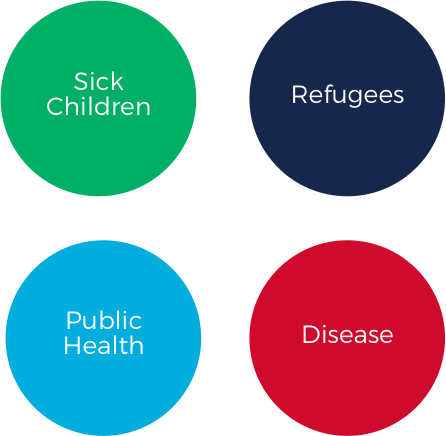 Sick
Children
Refugees
Public
Health
Disease